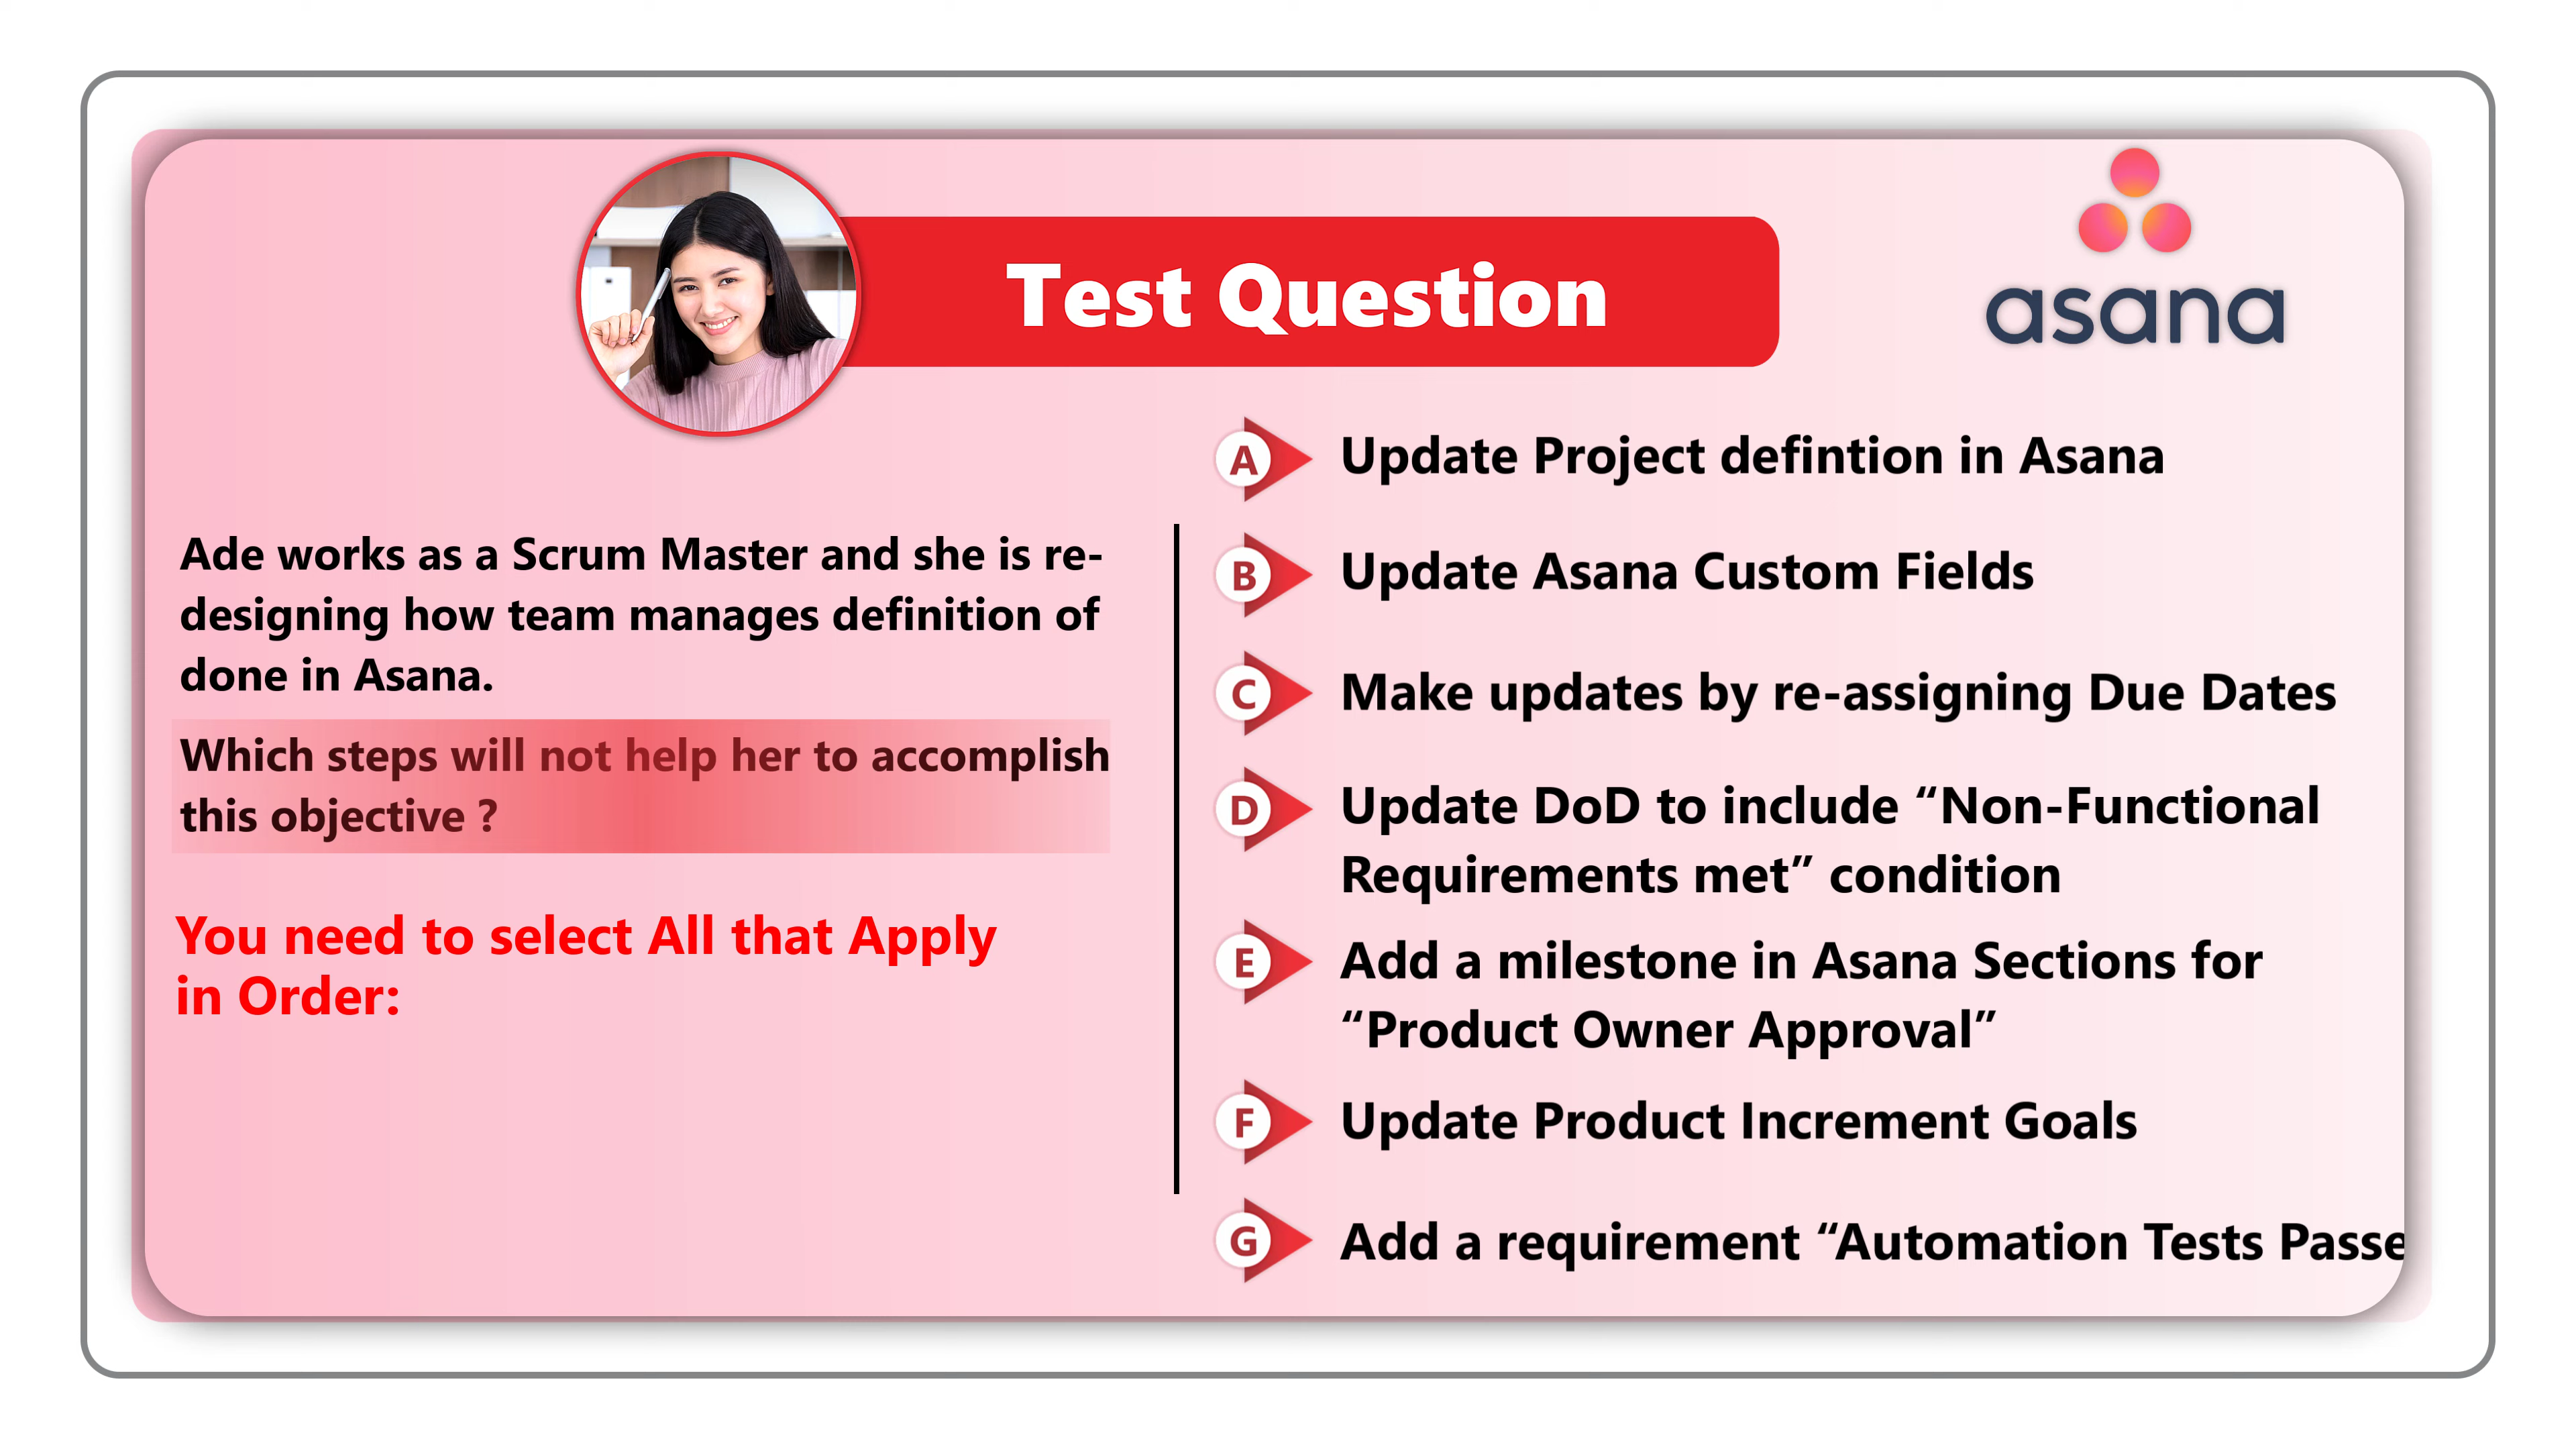 Test Question
asana
Ade works as a Scrum Master and she is re-
designing how team manages definition of
done in Asana.
Which steps will not help her to accomplish
this objective ?
You need to select All that Apply
in Order:
A Update Project defintion in Asana
B Update Asana Custom Fields
C Make updates by re-assigning Due Dates
D Update DoD to include “Non-Functional
Requirements met” condition
E Add a milestone in Asana Sections for
“Product Owner Approval”
F Update Product Increment Goals
G Add a requirement “Automation Tests Passe